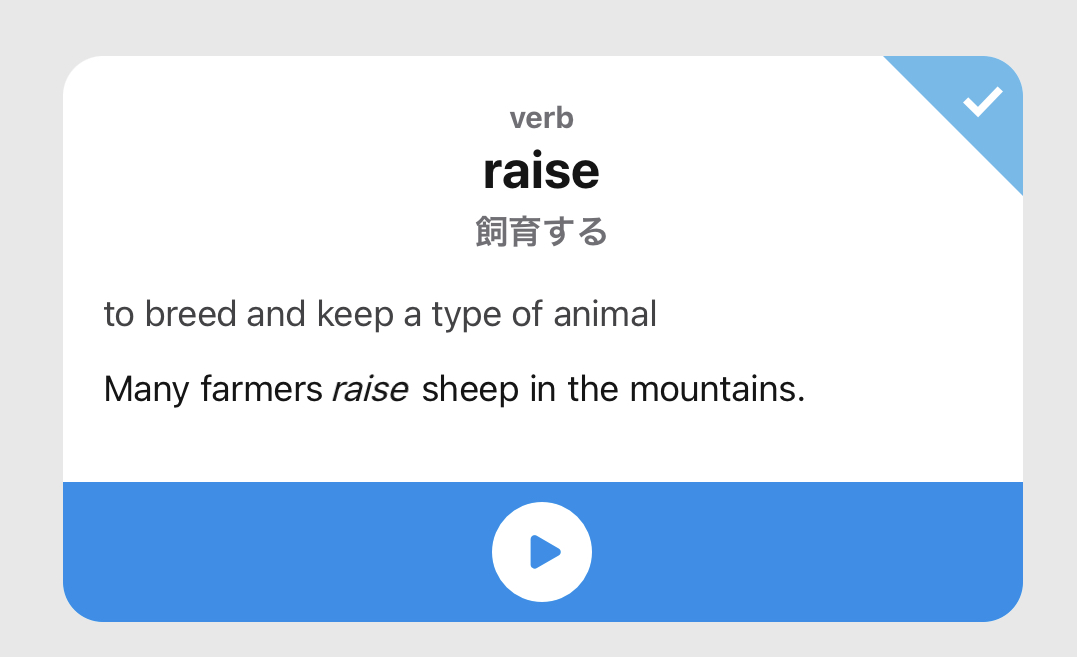 verb
raise
飼育する
to breed and keep a type of animal
Many farmers raise sheep in the mountains.